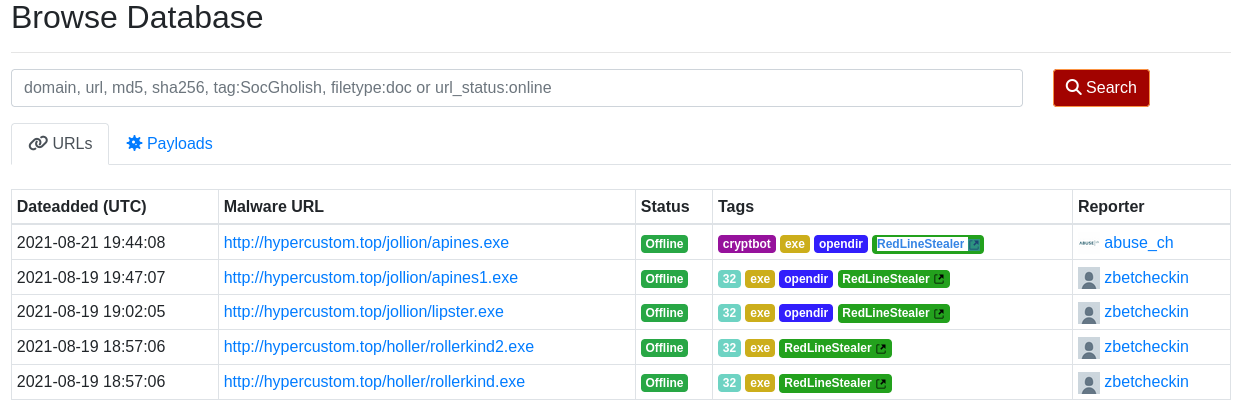 Browse Database
domain, url, md5, sha256, tag:SocGholish, filetype:doc or url_status:online
Search
URLs Payloads
Dateadded (UTC) Malware URL Status Tags Reporter
2021-08-21 19:44:08 http://hypercustom.top/jollion/apines.exe Offline cryptbot exe opendir RedLineStealer abuse_ch
2021-08-19 19:47:07 http://hypercustom.top/jollion/apines1.exe Offline 32 exe opendir RedLineStealer zbetcheckin
2021-08-19 19:02:05 http://hypercustom.top/jollion/lipster.exe Offline 32 exe opendir RedLineStealer zbetcheckin
2021-08-19 18:57:06 http://hypercustom.top/holler/rollerkind2.exe Offline 32 exe RedLineStealer zbetcheckin
2021-08-19 18:57:06 http://hypercustom.top/holler/rollerkind.exe Offline 32 exe RedLineStealer zbetcheckin